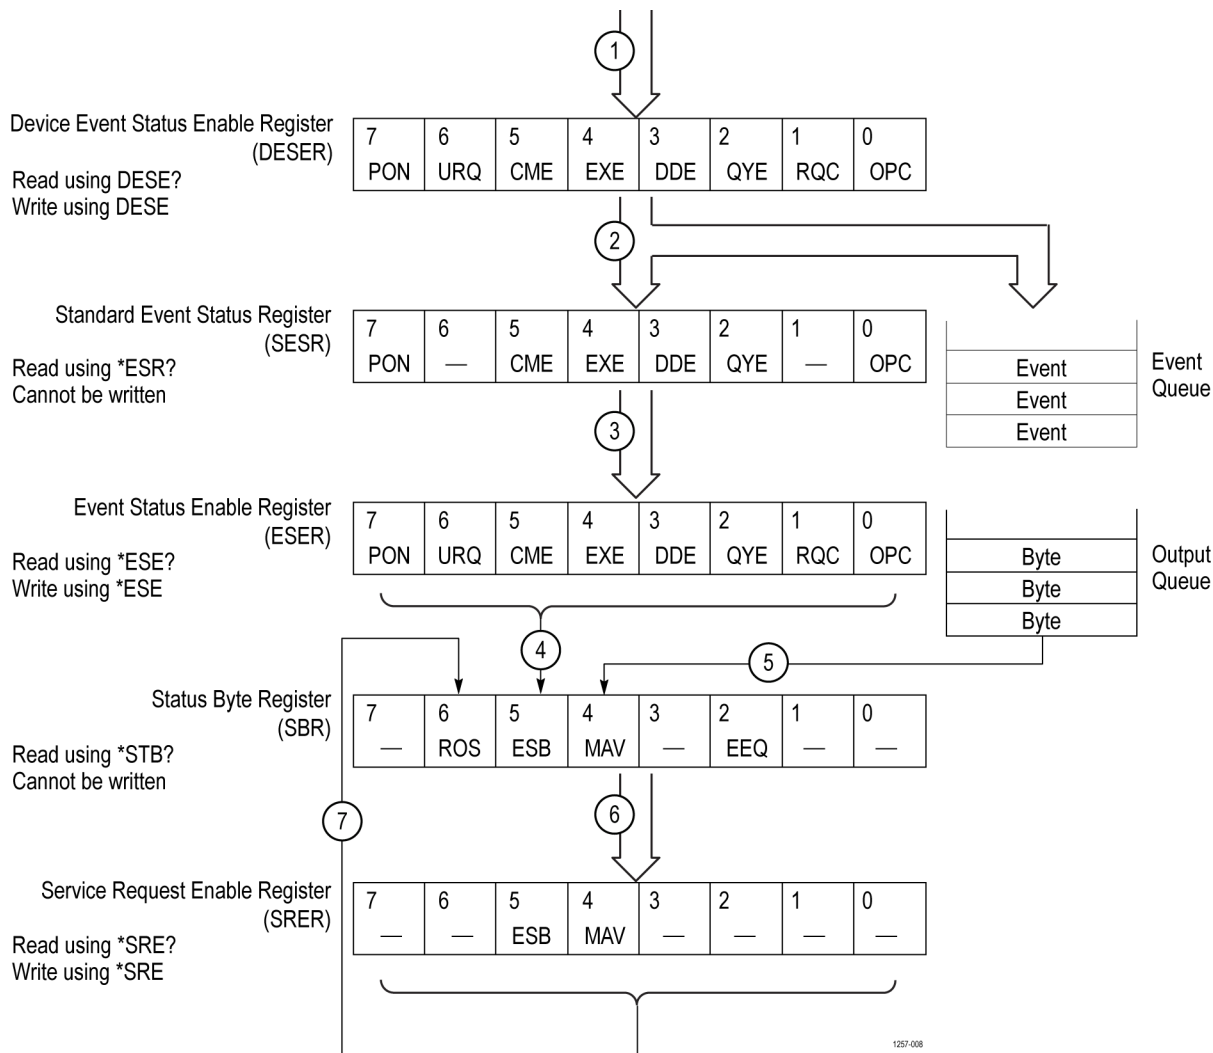 1
Device Event Status Enable Register
(DESER)
Read using DESE?
Write using DESE
7 6 5 4 3 2 1 0
PON URQ CME EXE DDE QYE RQC OPC
2
Standard Event Status Register
(SESR)
Read using *ESR?
Cannot be written
7 6 5 4 3 2 1 0
PON — CME EXE DDE QYE — OPC
Event
Event
Event
Event
Queue
3
Event Status Enable Register
(ESER)
Read using *ESE?
Write using *ESE
7 6 5 4 3 2 1 0
PON URQ CME EXE DDE QYE RQC OPC
Byte
Byte
Byte
Output
Queue
4
5
Status Byte Register
(SBR)
Read using *STB?
Cannot be written
7 6 5 4 3 2 1 0
— ROS ESB MAV — EEQ — —
7
6
Service Request Enable Register
(SRER)
Read using *SRE?
Write using *SRE
7 6 5 4 3 2 1 0
— — ESB MAV — — — —
1257-008